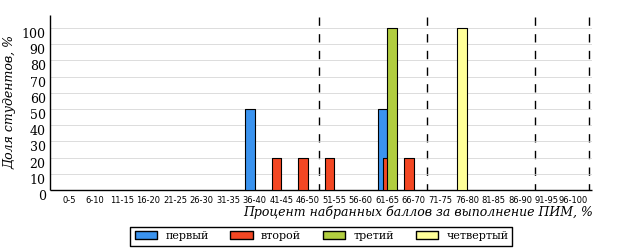 Доля студентов, %
100
90
80
70
60
50
40
30
20
10
0
0-5 6-10 11-15 16-20 21-25 26-30 31-35 36-40 41-45 46-50 51-55 56-60 61-65 66-70 71-75 76-80 81-85 86-90 91-95 96-100
Процент набранных баллов за выполнение ПИМ, %
первый второй третий четвертый